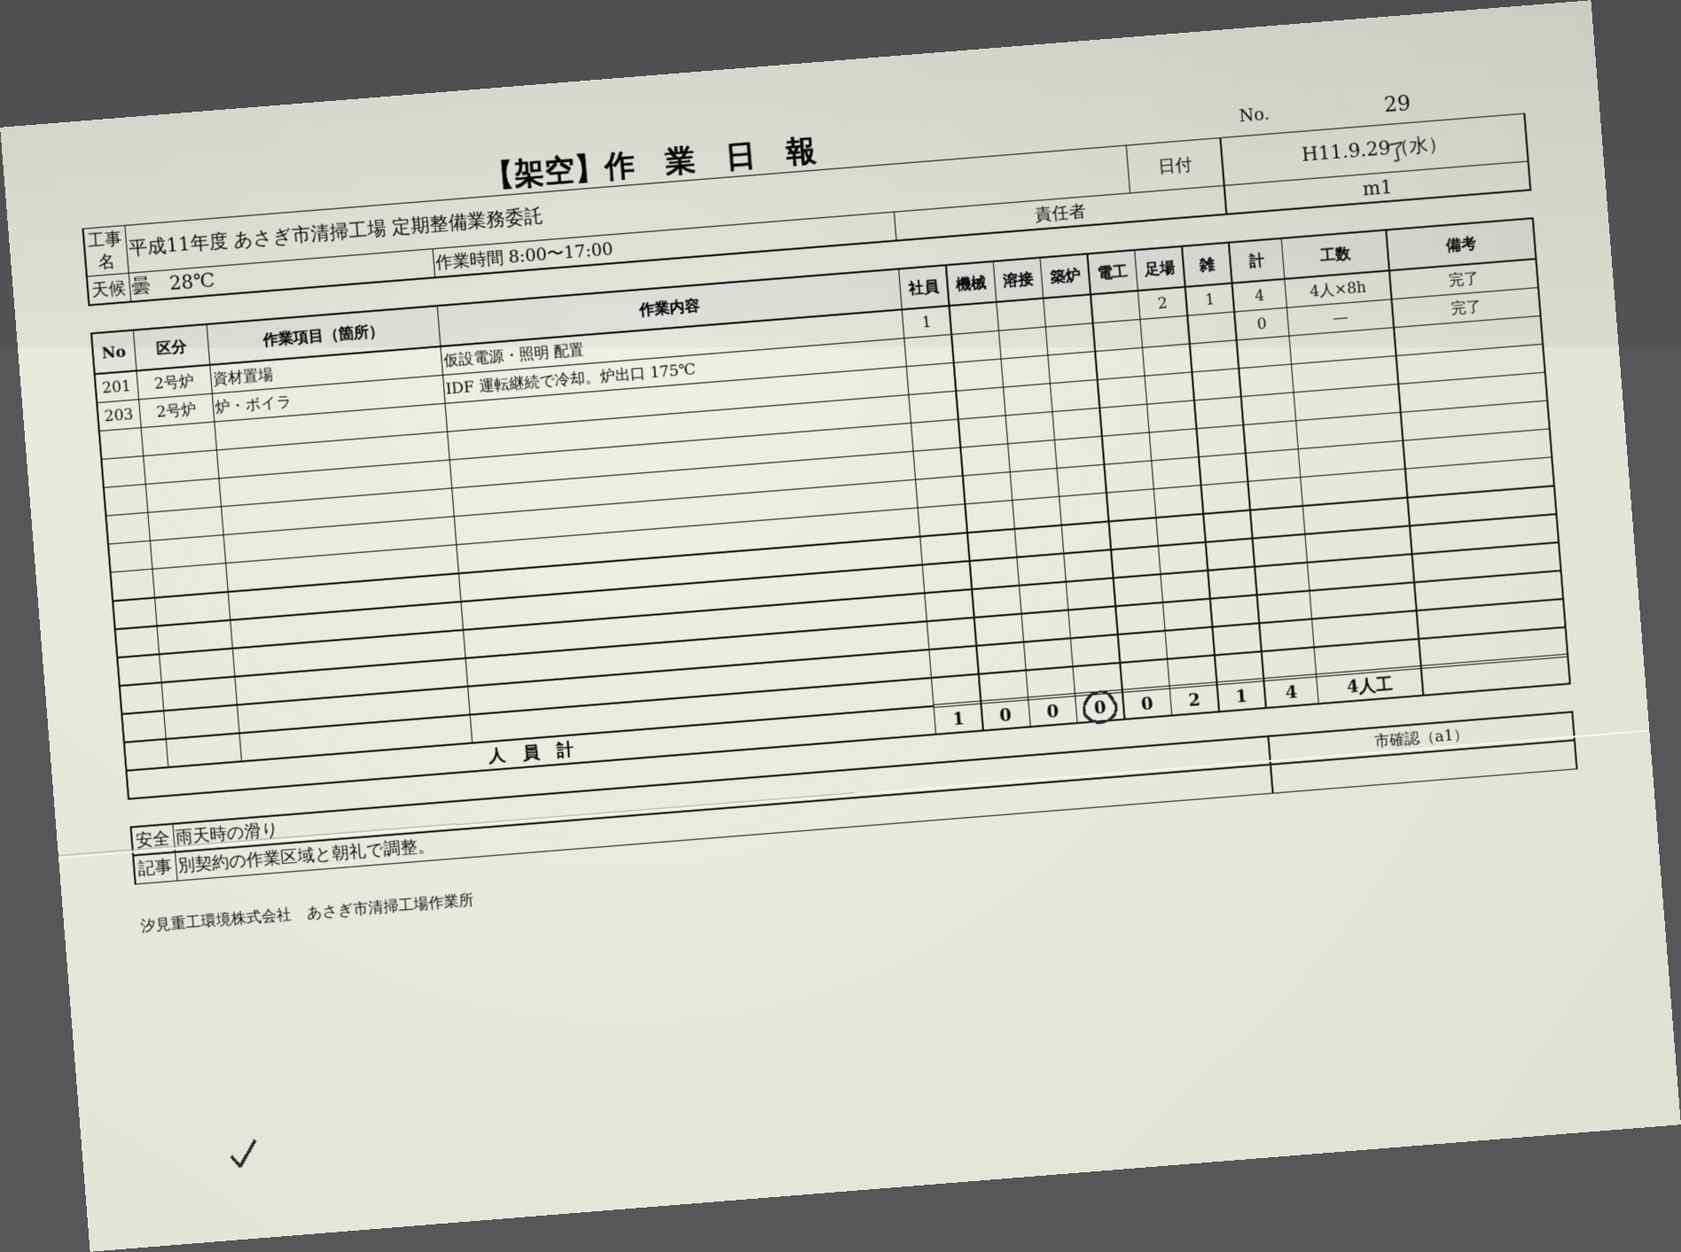 No. 29
【架空】作 業 日 報
工事名 平成11年度 あさぎ市清掃工場 定期整備業務委託 日付 H11.9.29 (水)
天候 曇 28℃ 作業時間 8:00〜17:00 責任者 m1
No 区分 作業項目（箇所） 作業内容 社員 機械 溶接 築炉 電工 足場 雑 計 工数 備考
201 2号炉 資材置場 仮設電源・照明 配置 1 2 1 4 4人×8h 完了
203 2号炉 炉・ボイラ IDF 運転継続で冷却。炉出口 175℃ 0 — 完了
人 員 計 1 0 0 0 0 2 1 4 4人工
安全 雨天時の滑り 市確認（a1）
記事 別契約の作業区域と朝礼で調整。
汐見重工環境株式会社 あさぎ市清掃工場作業所